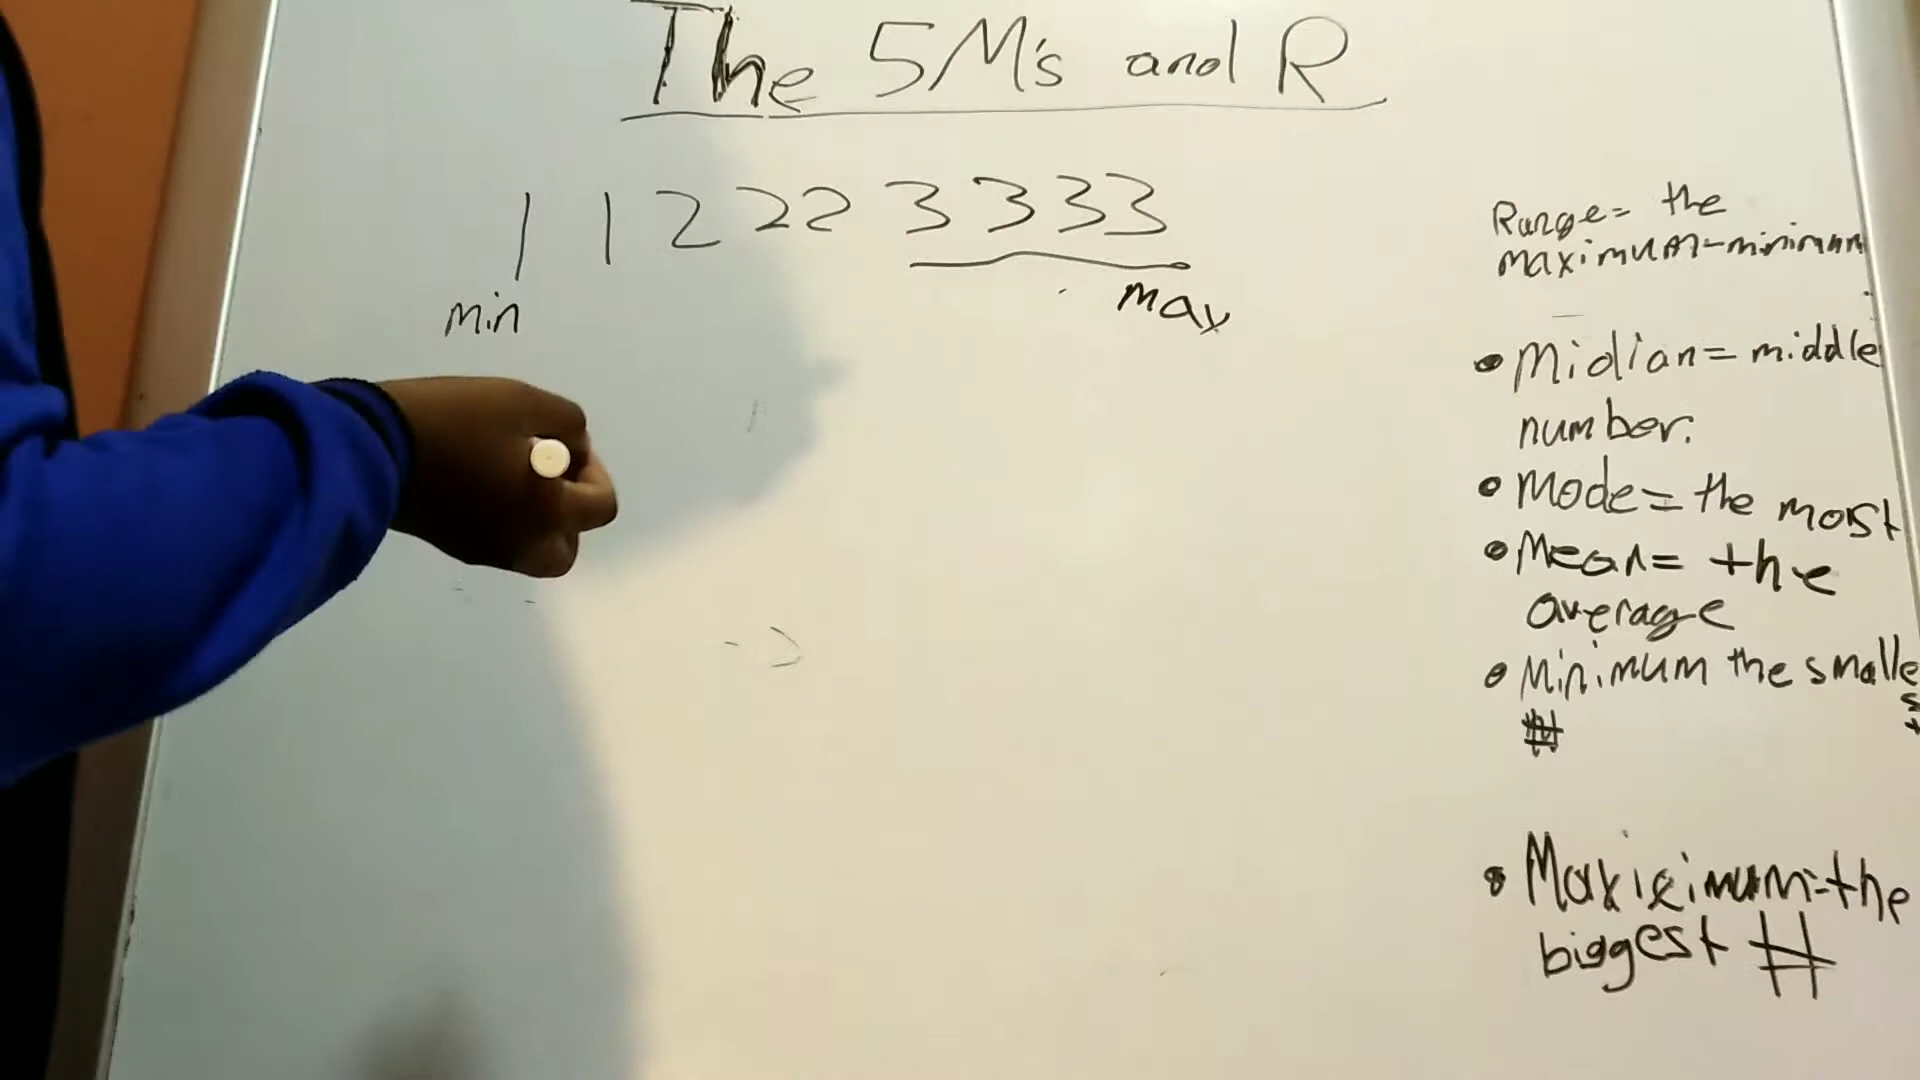 The 5M's and R
1 1 2 2 2 3 3 3 3
min
max
Range= the
maximum-minimum
• Midian= middle
number.
• Mode= the most
• Mean= the
average
• Minimum the smallest
#
• Maxiximum-the
biggest #